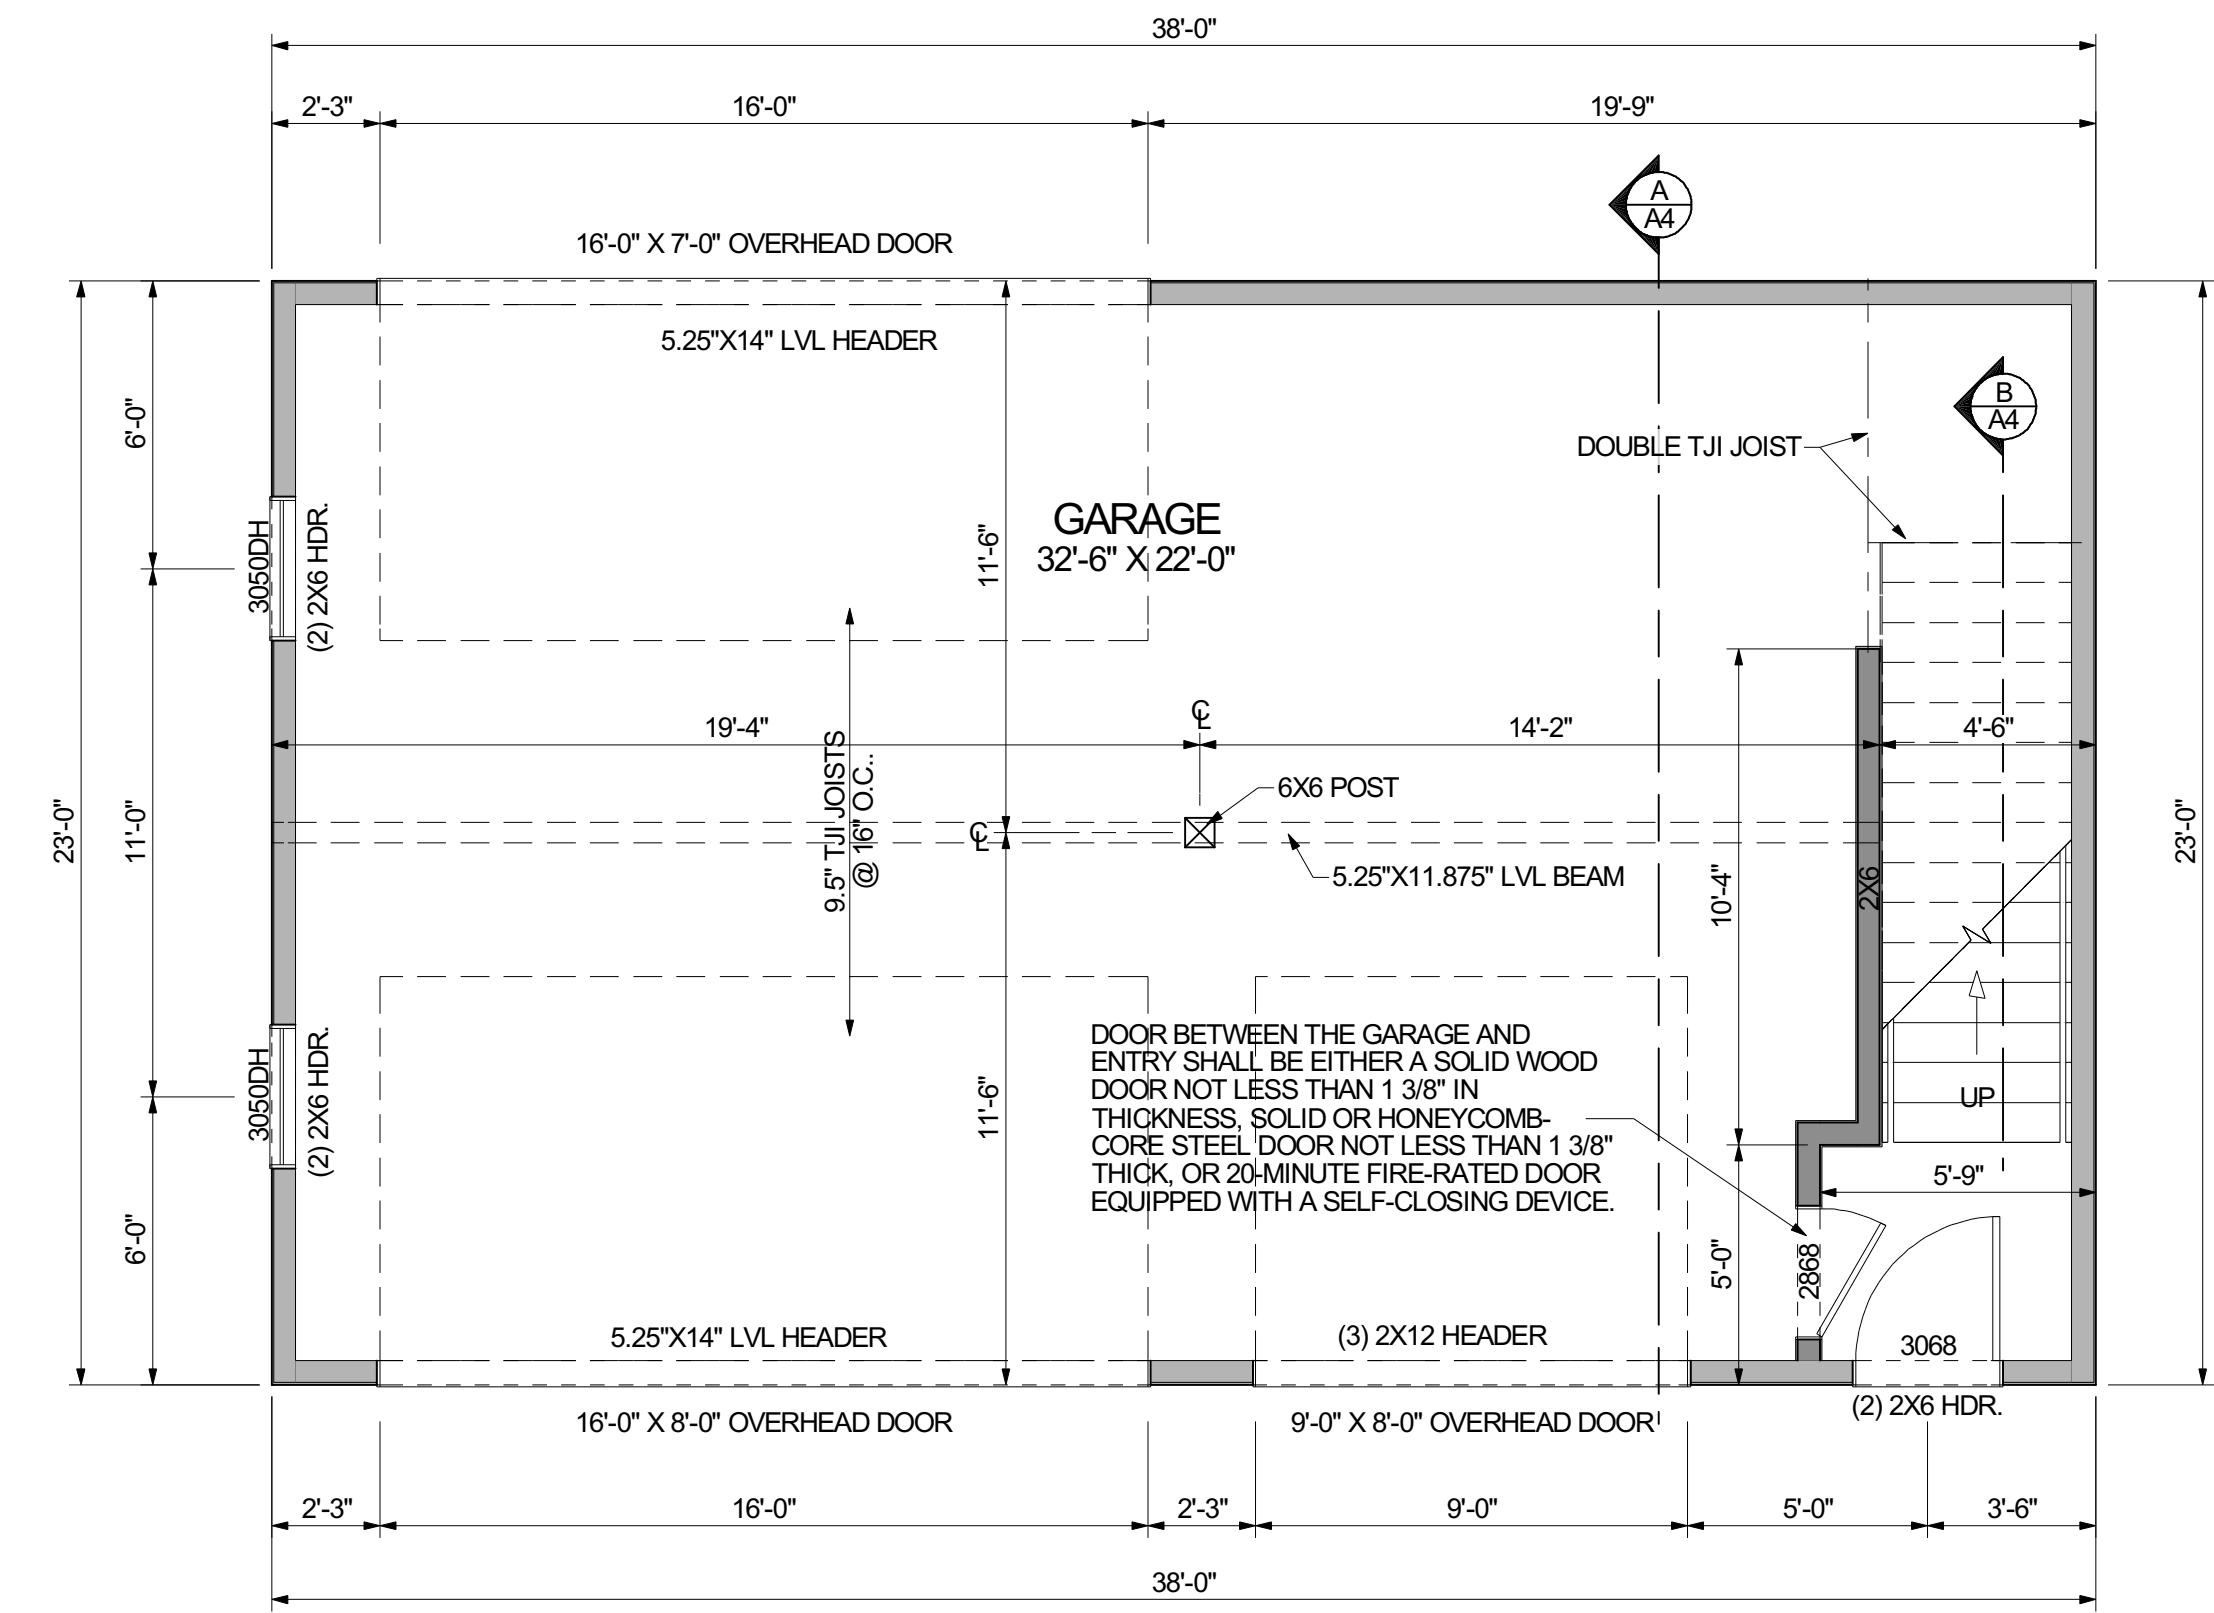 38'-0"
2'-3"
16'-0"
19'-9"
A
A4
16'-0" X 7'-0" OVERHEAD DOOR
5.25"X14" LVL HEADER
B
A4
6'-0"
DOUBLE TJI JOIST
3050DH
(2) 2X6 HDR.
11'-6"
GARAGE
32'-6" X 22'-0"
19'-4"
CL
14'-2"
4'-6"
9.5" TJI JOISTS
@ 16" O.C..
6X6 POST
23'-0"
11'-0"
CL
5.25"X11.875" LVL BEAM
10'-4"
2X6
23'-0"
3050DH
(2) 2X6 HDR.
11'-6"
DOOR BETWEEN THE GARAGE AND
ENTRY SHALL BE EITHER A SOLID WOOD
DOOR NOT LESS THAN 1 3/8" IN
THICKNESS, SOLID OR HONEYCOMB-
CORE STEEL DOOR NOT LESS THAN 1 3/8"
THICK, OR 20-MINUTE FIRE-RATED DOOR
EQUIPPED WITH A SELF-CLOSING DEVICE.
UP
5'-9"
6'-0"
5'-0"
2868
5.25"X14" LVL HEADER
(3) 2X12 HEADER
3068
(2) 2X6 HDR.
16'-0" X 8'-0" OVERHEAD DOOR
9'-0" X 8'-0" OVERHEAD DOOR
2'-3"
16'-0"
2'-3"
9'-0"
5'-0"
3'-6"
38'-0"